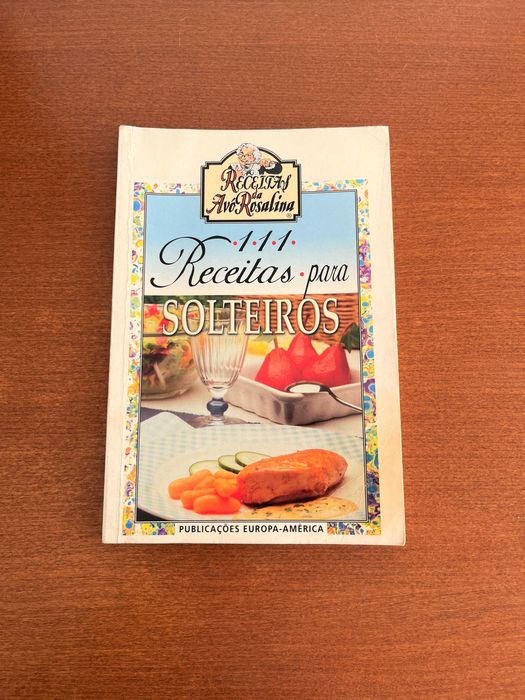 RECEITAS
da
Avó Rosalina ®
·1·1·1·
Receitas · para
SOLTEIROS
PUBLICAÇÕES EUROPA-AMÉRICA